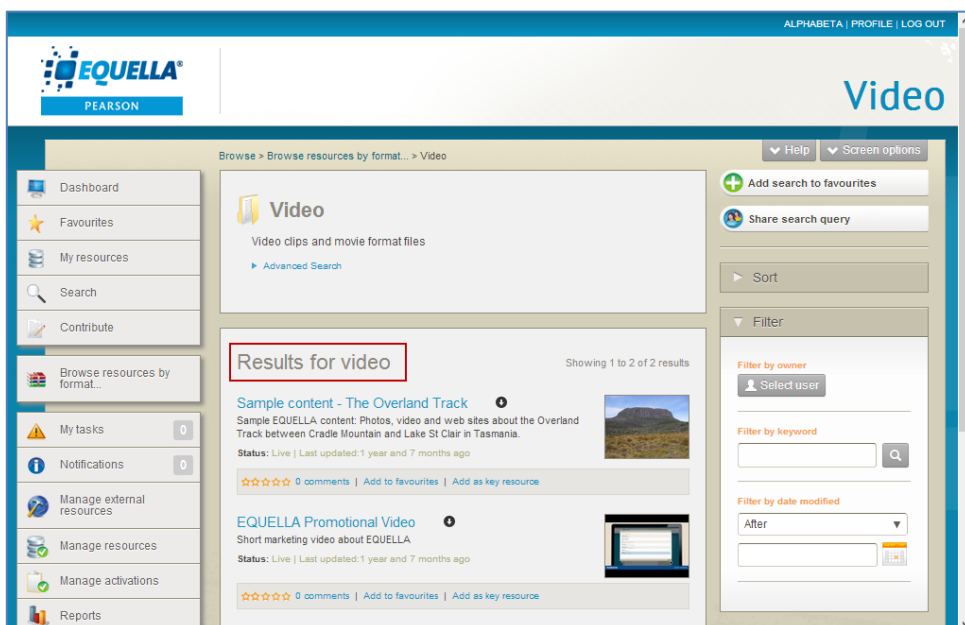 ALPHABETA | PROFILE | LOG OUT
EQUELLA®
PEARSON
Video
Browse > Browse resources by format... > Video
Help
Screen options
Dashboard
Favourites
My resources
Search
Contribute
Browse resources by
format...
My tasks
0
Notifications
0
Manage external
resources
Manage resources
Manage activations
Reports
Video
Video clips and movie format files
Advanced Search
Results for video
Showing 1 to 2 of 2 results
Sample content - The Overland Track
Sample EQUELLA content: Photos, video and web sites about the Overland
Track between Cradle Mountain and Lake St Clair in Tasmania.
Status: Live | Last updated:1 year and 7 months ago
0 comments | Add to favourites | Add as key resource
EQUELLA Promotional Video
Short marketing video about EQUELLA
Status: Live | Last updated:1 year and 7 months ago
0 comments | Add to favourites | Add as key resource
Add search to favourites
Share search query
Sort
Filter
Filter by owner
Select user
Filter by keyword
Filter by date modified
After